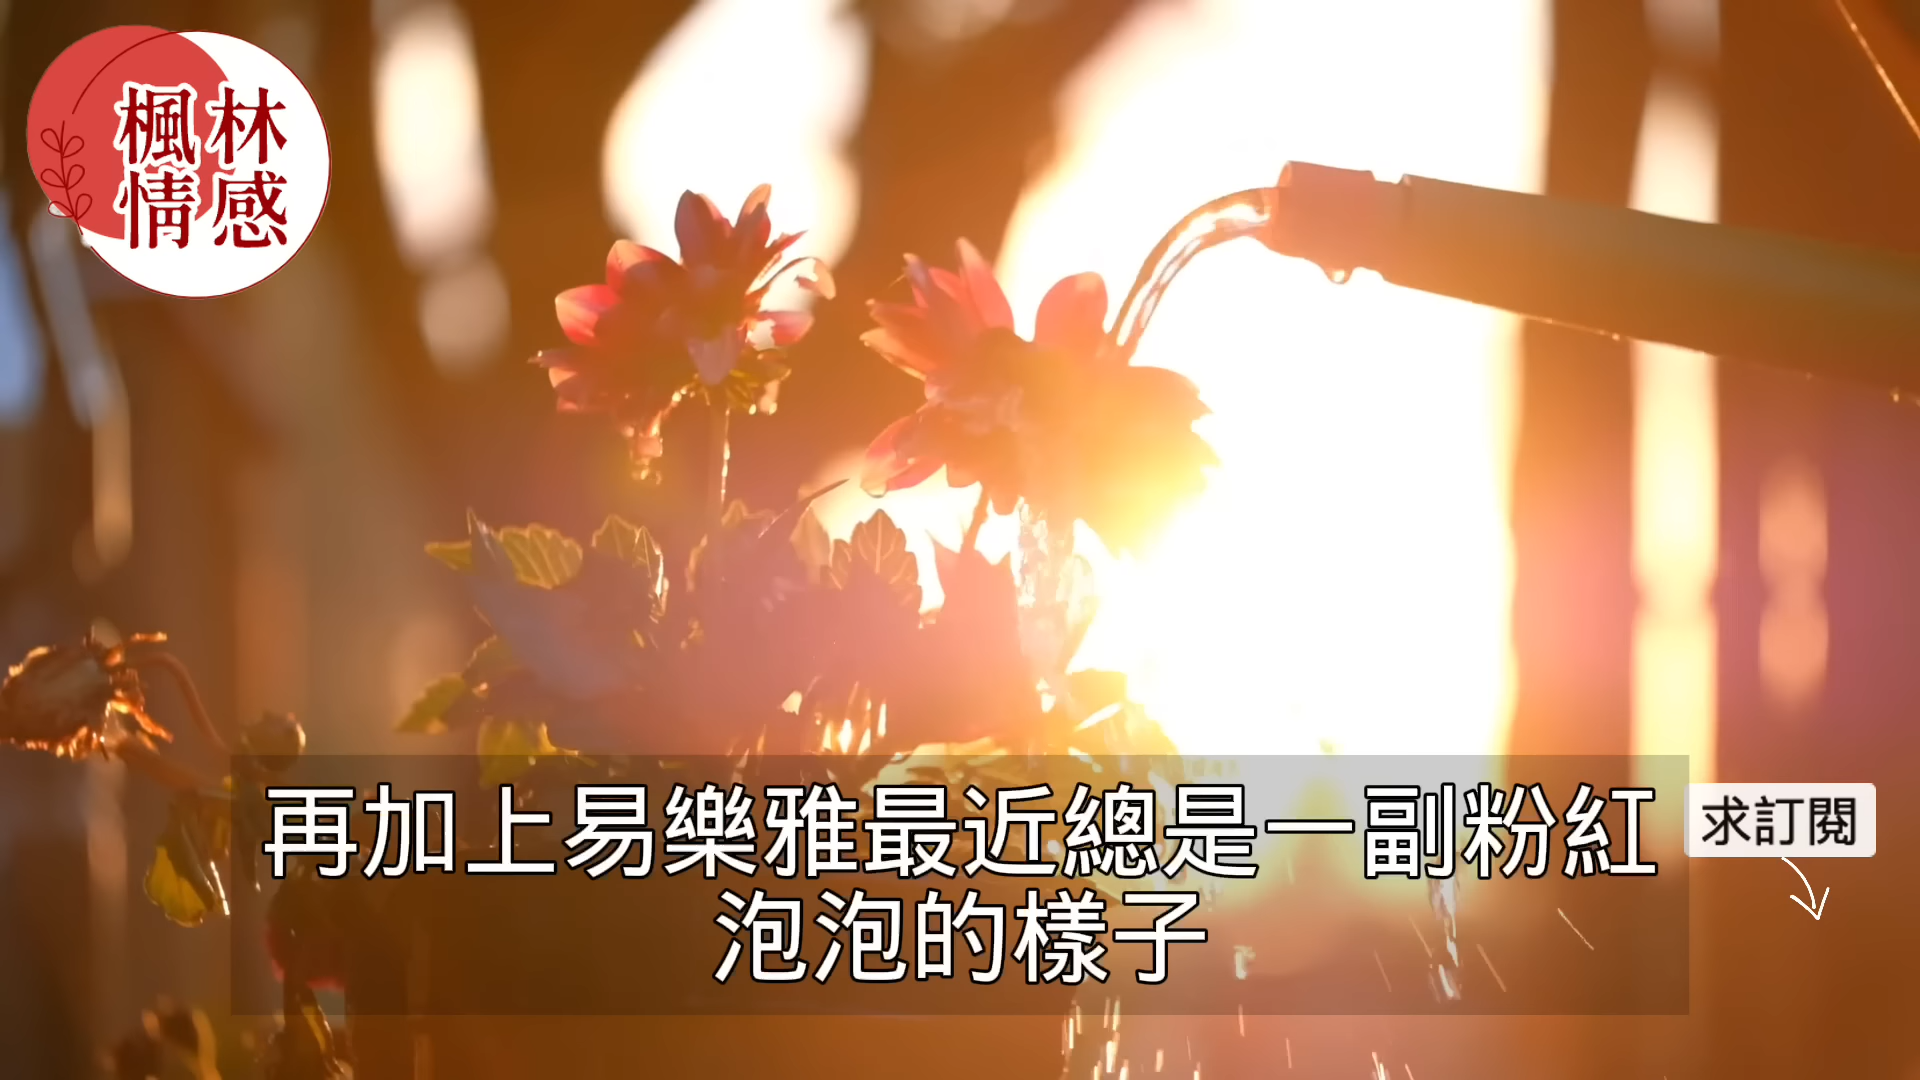 楓林
情感
再加上易樂雅最近總是一副粉紅
泡泡的樣子
求訂閱